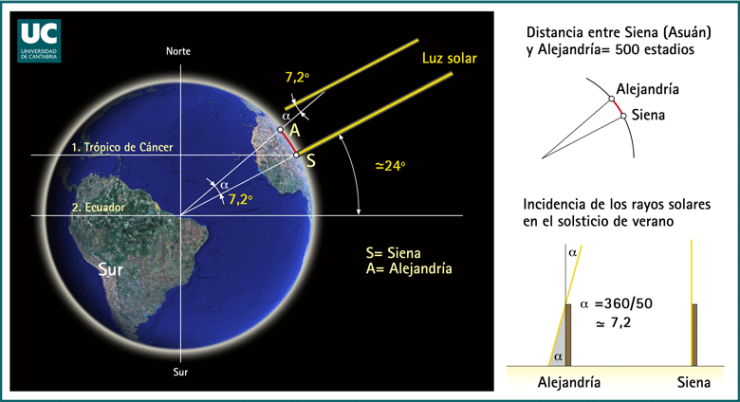 UC
UNIVERSIDAD
DE CANTABRIA
Norte
Luz solar
7,2º
α
A
1. Trópico de Cáncer
S
≃24º
α
7,2º
2. Ecuador
S= Siena
A= Alejandría
Sur
Sur
Distancia entre Siena (Asuán)
y Alejandría= 500 estadios
Alejandría
Siena
Incidencia de los rayos solares
en el solsticio de verano
α
α =360/50
≃ 7,2
α
Alejandría
Siena